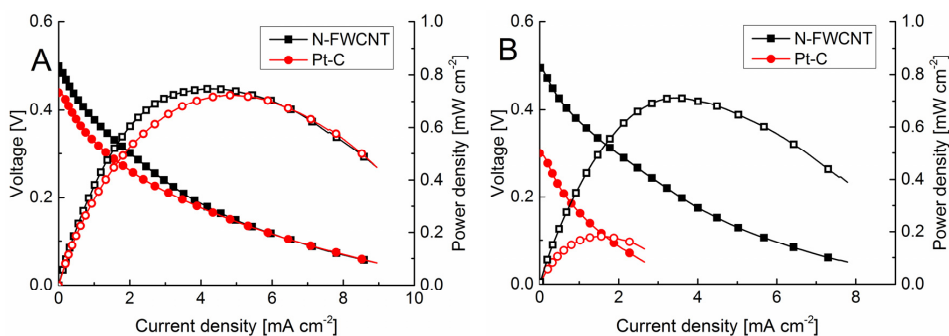 A
N-FWCNT
Pt-C
Voltage [V]
0.6
0.4
0.2
0.0
0
2
4
6
8
10
Current density [mA cm-2]
1.0
0.8
0.6
0.4
0.2
0.0
Power density [mW cm-2]
B
N-FWCNT
Pt-C
Voltage [V]
0.6
0.4
0.2
0.0
0
2
4
6
8
Current density [mA cm-2]
1.0
0.8
0.6
0.4
0.2
0.0
Power density [mW cm-2]